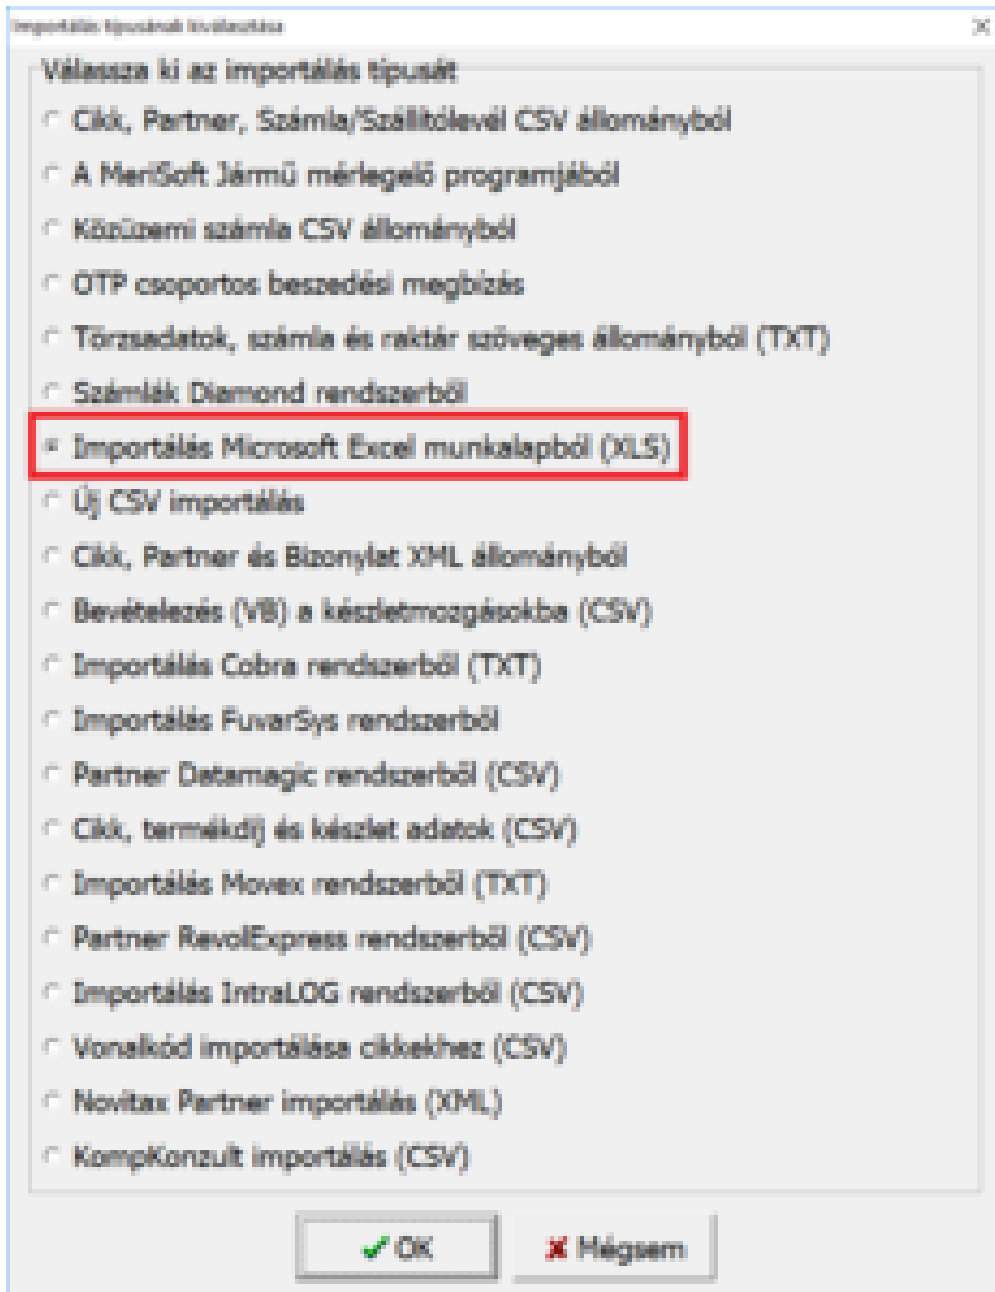 Importálás típusának kiválasztása
Válassza ki az importálás típusát
Cikk, Partner, Számla/Szállítólevél CSV állományból
A MeriSoft Jármű mérlegelő programjából
Közüzemi számla CSV állományból
OTP csoportos beszedési megbízás
Törzsadatok, számla és raktár szöveges állományból (TXT)
Számlák Diamond rendszerből
Importálás Microsoft Excel munkalapból (XLS)
Új CSV importálás
Cikk, Partner és Bizonylat XML állományból
Bevételezés (VB) a készletmozgásokba (CSV)
Importálás Cobra rendszerből (TXT)
Importálás FuvarSys rendszerből
Partner Datamagic rendszerből (CSV)
Cikk, termékdíj és készlet adatok (CSV)
Importálás Movex rendszerből (TXT)
Partner RevolExpress rendszerből (CSV)
Importálás IntraLOG rendszerből (CSV)
Vonalkód importálása cikkekhez (CSV)
Novitax Partner importálás (XML)
KompKonzult importálás (CSV)
OK
Mégsem